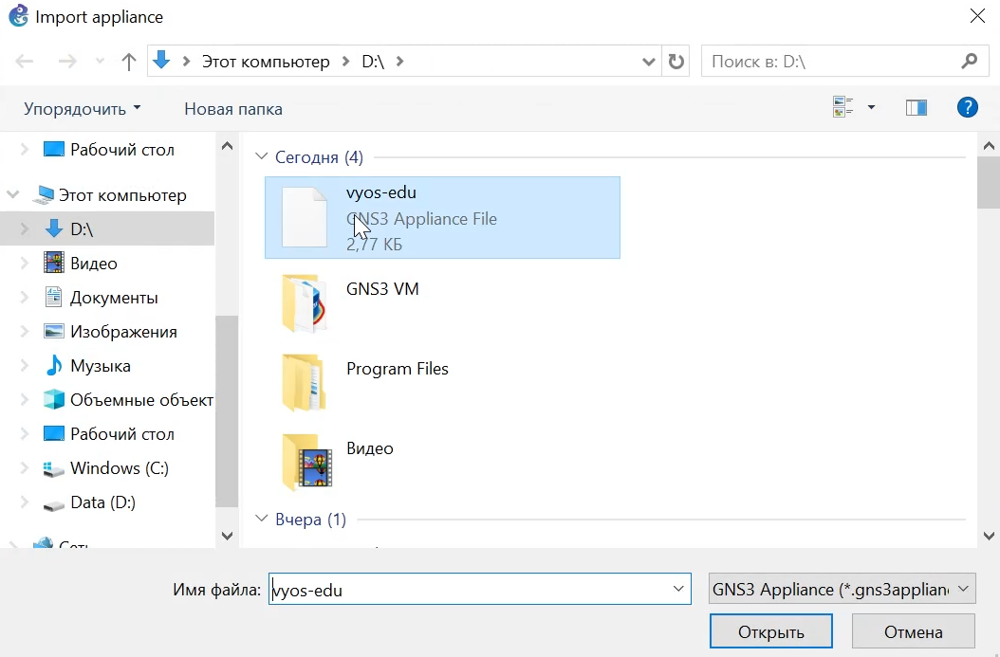 Import appliance
Этот компьютер
D:\
Поиск в: D:\
Упорядочить
Новая папка
Рабочий стол
Этот компьютер
D:\
Видео
Документы
Изображения
Музыка
Объемные объект
Рабочий стол
Windows (C:)
Data (D:)
Сеть
Сегодня (4)
vyos-edu
GNS3 Appliance File
2,77 КБ
GNS3 VM
Program Files
Видео
Вчера (1)
Имя файла:
vyos-edu
GNS3 Appliance (*.gns3applian
Открыть
Отмена